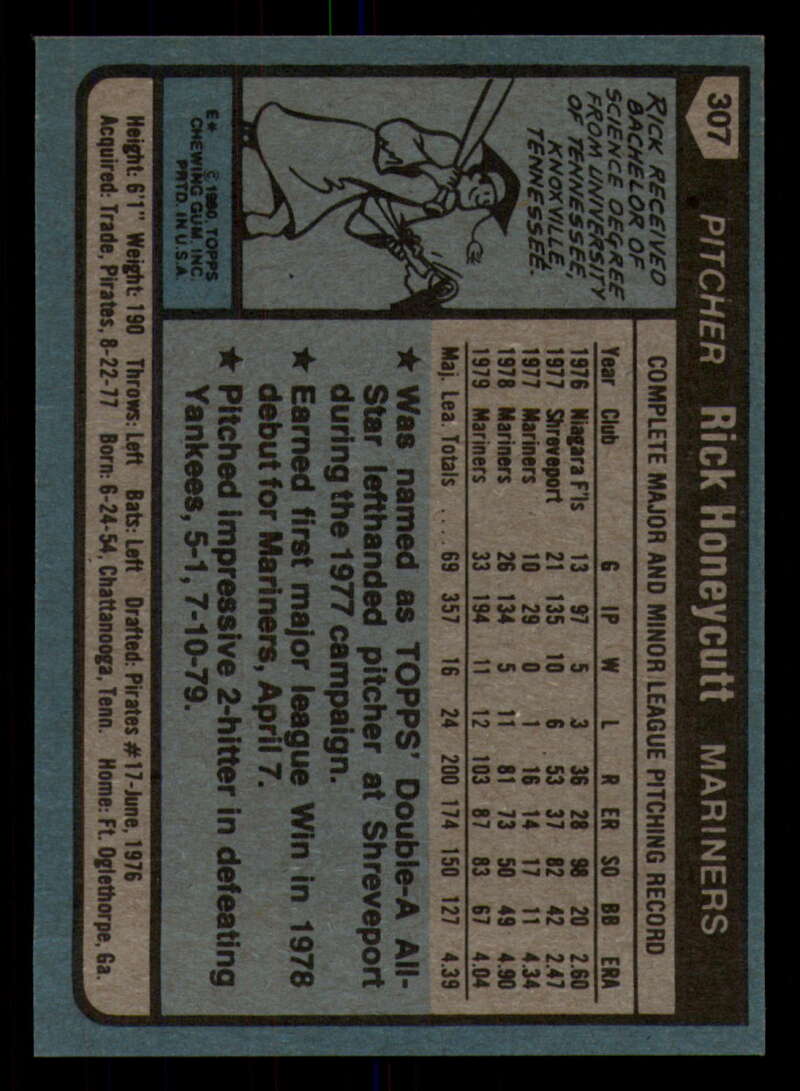 307 PITCHER Rick Honeycutt MARINERS
RICK RECEIVED
BACHELOR OF
SCIENCE DEGREE
FROM UNIVERSITY
OF TENNESSEE,
KNOXVILLE,
TENNESSEE.
E* © 1980, TOPPS
CHEWING GUM, INC.
PRTD. IN U.S.A.
COMPLETE MAJOR AND MINOR LEAGUE PITCHING RECORD
Year Club G IP W L R ER SO BB ERA
1976 Niagara F'ls 13 97 5 3 36 28 98 20 2.60
1977 Shreveport 21 135 10 6 53 37 82 42 2.47
1977 Mariners 10 29 0 1 16 14 17 11 4.34
1978 Mariners 26 134 5 11 81 73 50 49 4.90
1979 Mariners 33 194 11 12 103 87 83 67 4.04
Maj. Lea. Totals .... 69 357 16 24 200 174 150 127 4.39
★ Was named as TOPPS' Double-A All-
Star lefthanded pitcher at Shreveport
during the 1977 campaign.
★ Earned first major league Win in 1978
debut for Mariners, April 7.
★ Pitched impressive 2-hitter in defeating
Yankees, 5-1, 7-10-79.
Height: 6'1" Weight: 190 Throws: Left Bats: Left Drafted: Pirates #17-June, 1976
Acquired: Trade, Pirates, 8-22-77 Born: 6-24-54, Chattanooga, Tenn. Home: Ft. Oglethorpe, Ga.